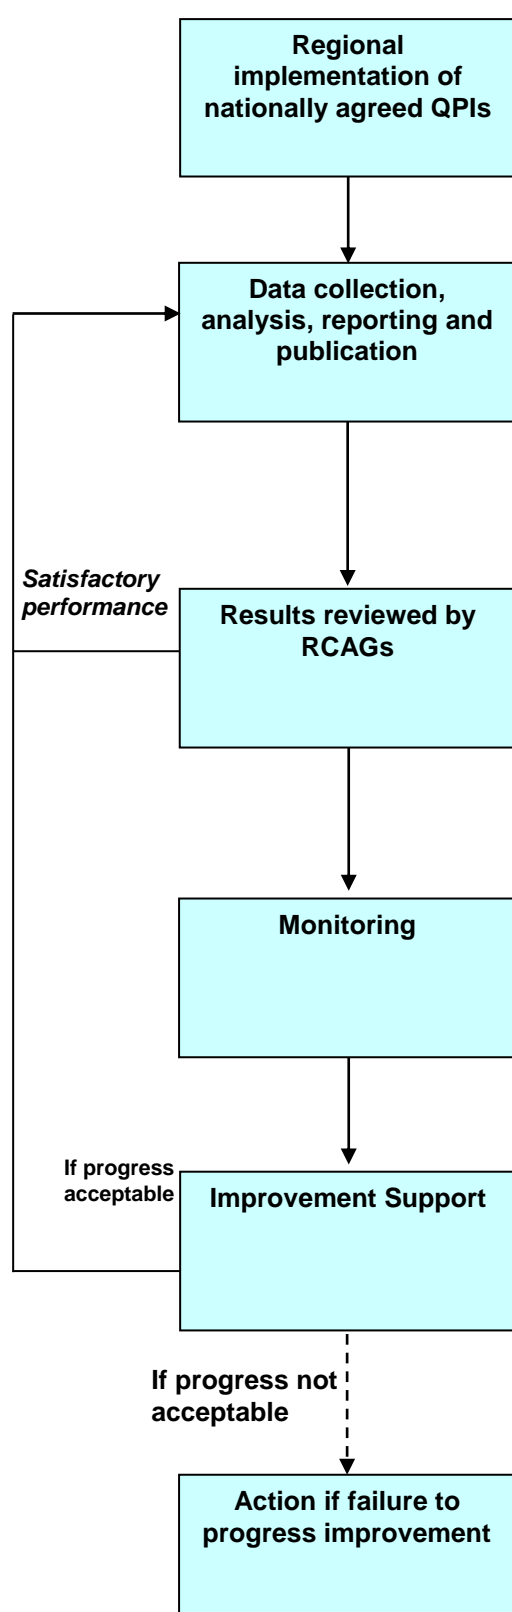 Regional
implementation of
nationally agreed QPIs
Data collection,
analysis, reporting and
publication
Satisfactory
performance
Results reviewed by
RCAGs
Monitoring
If progress
acceptable
Improvement Support
If progress not
acceptable
Action if failure to
progress improvement